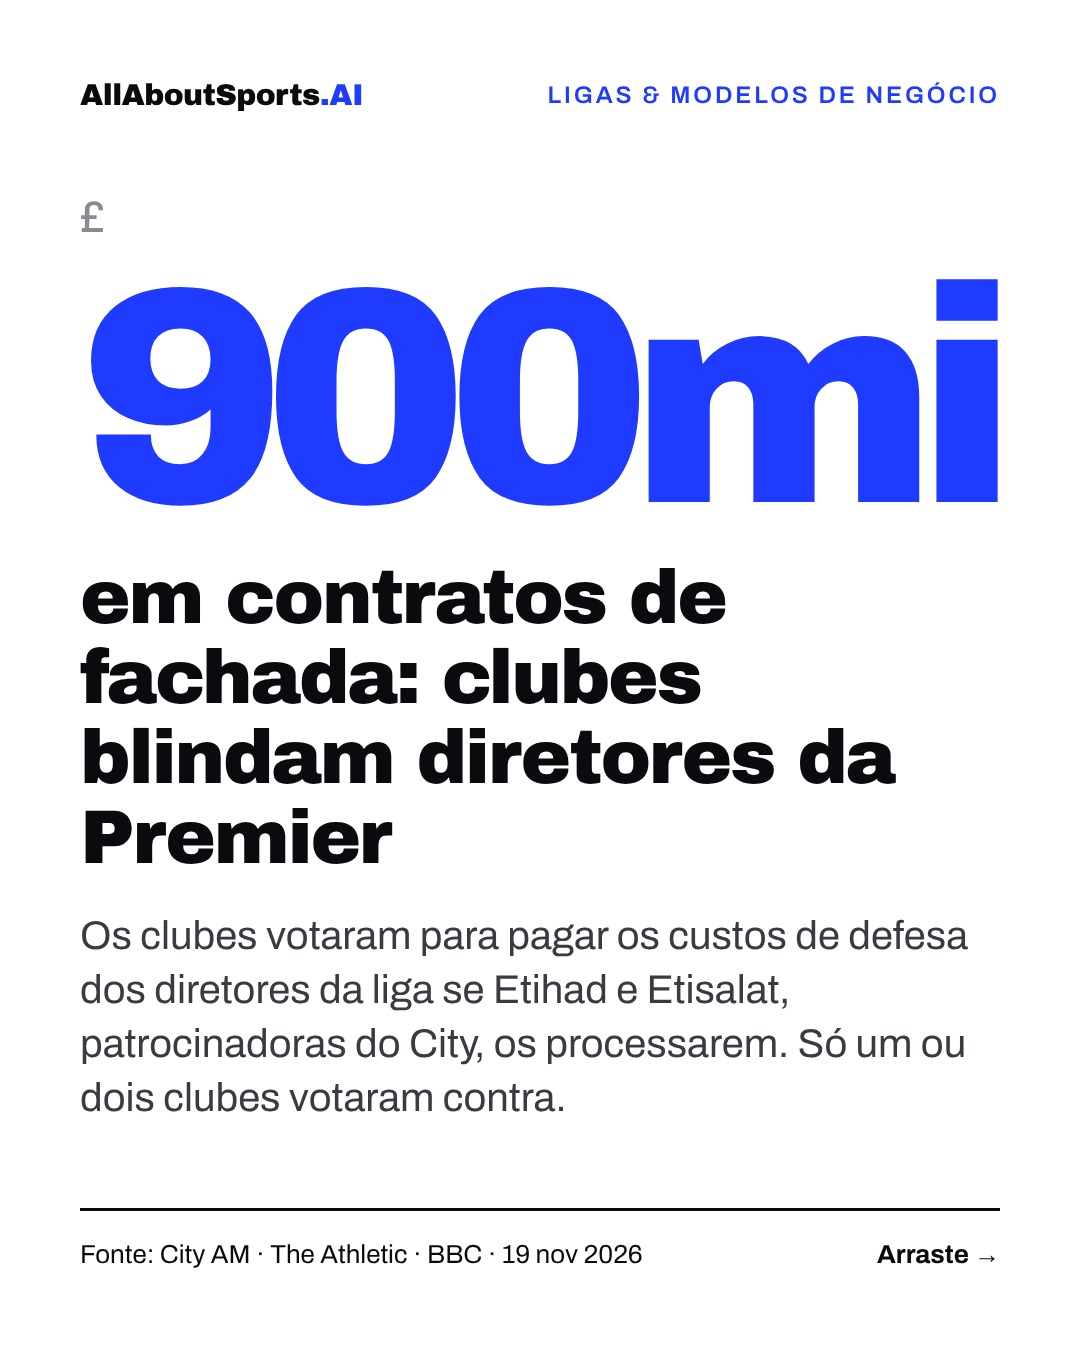 AllAboutSports.AI
LIGAS & MODELOS DE NEGÓCIO
£
900mi
em contratos de
fachada: clubes
blindam diretores da
Premier
Os clubes votaram para pagar os custos de defesa
dos diretores da liga se Etihad e Etisalat,
patrocinadoras do City, os processarem. Só um ou
dois clubes votaram contra.
Fonte: City AM · The Athletic · BBC · 19 nov 2026
Arraste →